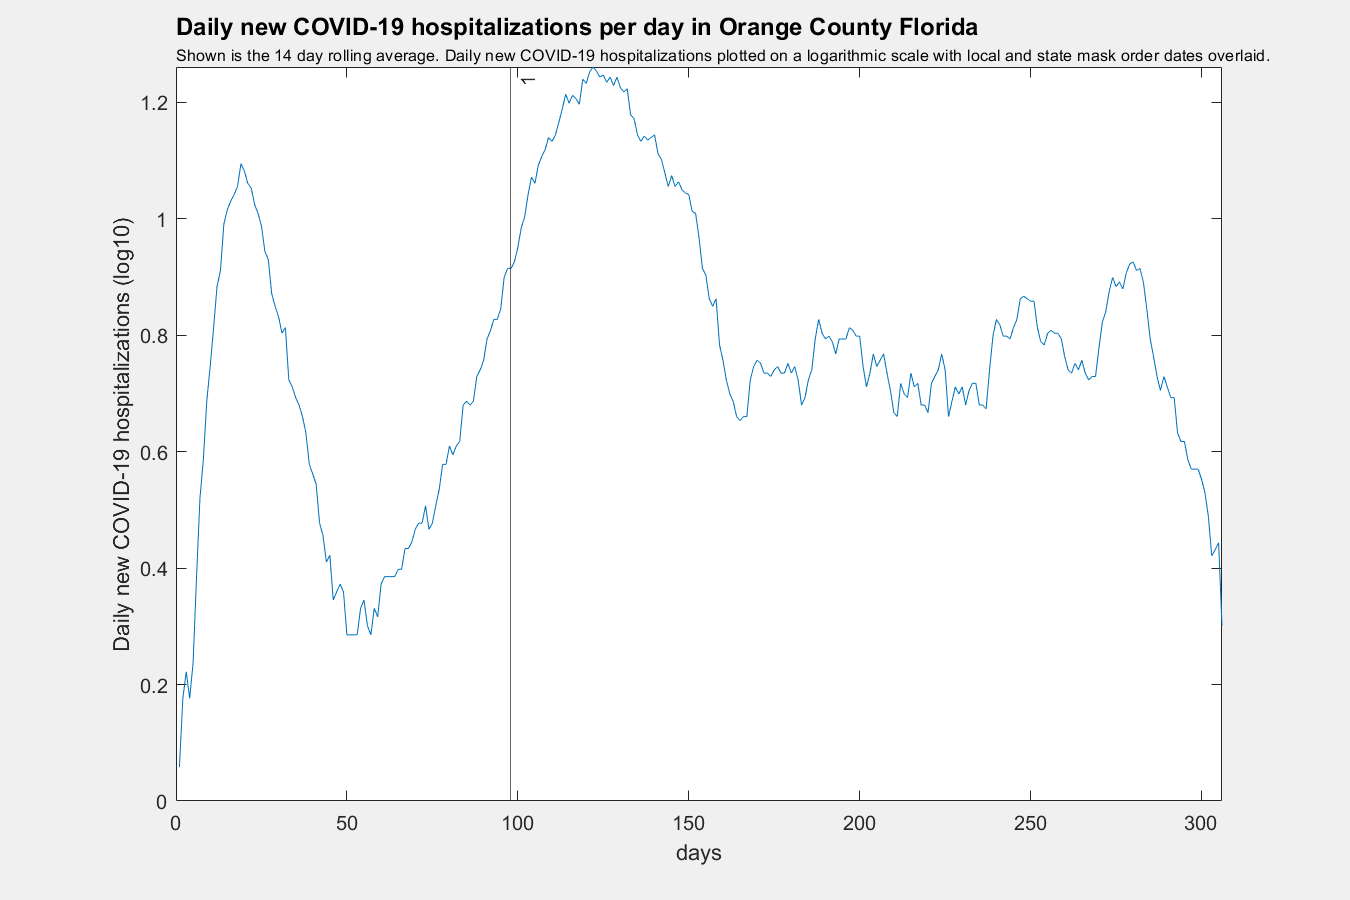 Daily new COVID-19 hospitalizations per day in Orange County Florida
Shown is the 14 day rolling average. Daily new COVID-19 hospitalizations plotted on a logarithmic scale with local and state mask order dates overlaid.
1
1.2
1
0.8
0.6
0.4
0.2
0
Daily new COVID-19 hospitalizations (log10)
0 50 100 150 200 250 300
days